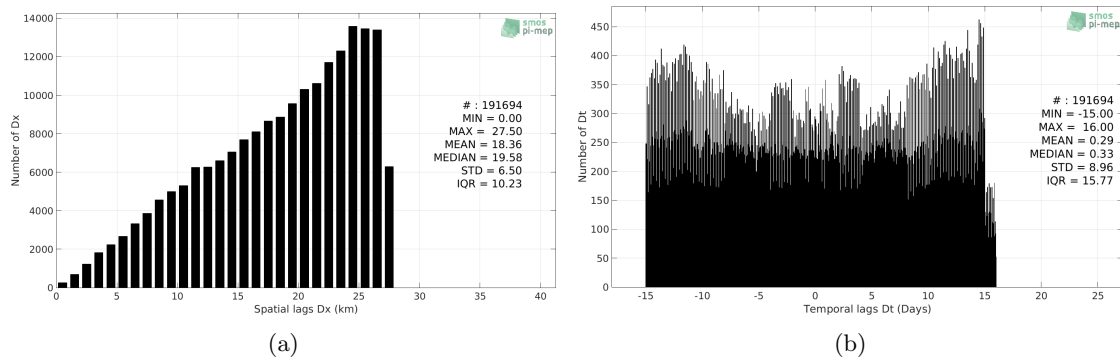 14000
12000
10000
8000
6000
4000
2000
0
Number of Dx
0 5 10 15 20 25 30 35 40
Spatial lags Dx (km)
smos
pi-mep
# : 191694
MIN = 0.00
MAX = 27.50
MEAN = 18.36
MEDIAN = 19.58
STD = 6.50
IQR = 10.23
(a)
450
400
350
300
250
200
150
100
50
0
Number of Dt
-15 -10 -5 0 5 10 15 20 25
Temporal lags Dt (Days)
smos
pi-mep
# : 191694
MIN = -15.00
MAX = 16.00
MEAN = 0.29
MEDIAN = 0.33
STD = 8.96
IQR = 15.77
(b)